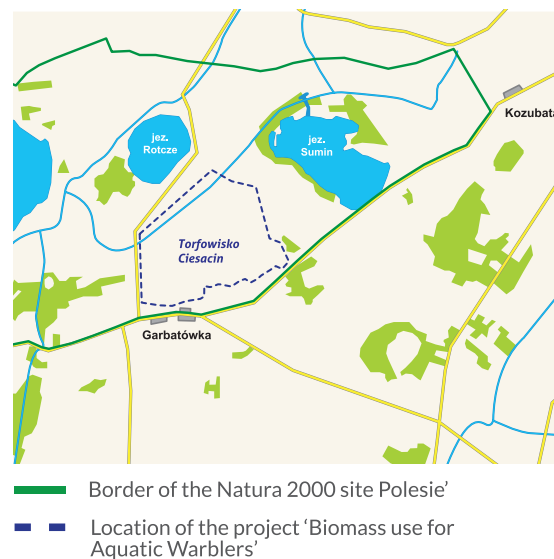 Kozubata
jez.
Rotcze
jez.
Sumin
Torfowisko
Ciesacin
Garbatówka
Border of the Natura 2000 site Polesie’
Location of the project ‘Biomass use for
Aquatic Warblers’